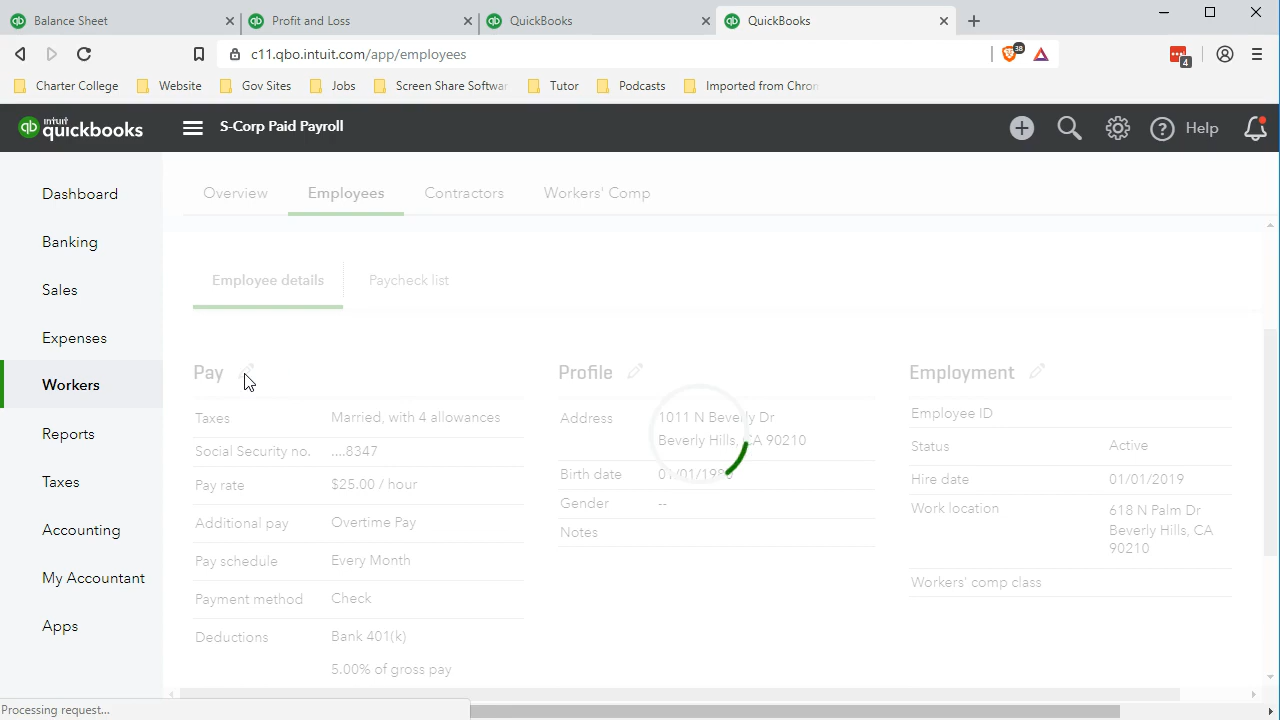 Balance Sheet
Profit and Loss
QuickBooks
QuickBooks
c11.qbo.intuit.com/app/employees
38
4
Charter College
Website
Gov Sites
Jobs
Screen Share Softwar
Tutor
Podcasts
Imported from Chron
intuit
quickbooks
S-Corp Paid Payroll
Help
Dashboard
Banking
Sales
Expenses
Workers
Reports
Taxes
Accounting
My Accountant
Apps
Overview
Employees
Contractors
Workers' Comp
Employee details
Paycheck list
Pay
Taxes Married, with 4 allowances
Social Security no. ....8347
Pay rate $25.00 / hour
Additional pay Overtime Pay
Pay schedule Every Month
Payment method Check
Deductions Bank 401(k)
5.00% of gross pay
Profile
Address 1011 N Beverly Dr
Beverly Hills, CA 90210
Birth date
Gender --
Notes
Employment
Employee ID
Status Active
Hire date 01/01/2019
Work location 618 N Palm Dr
Beverly Hills, CA
90210
Workers' comp class
Processing request...